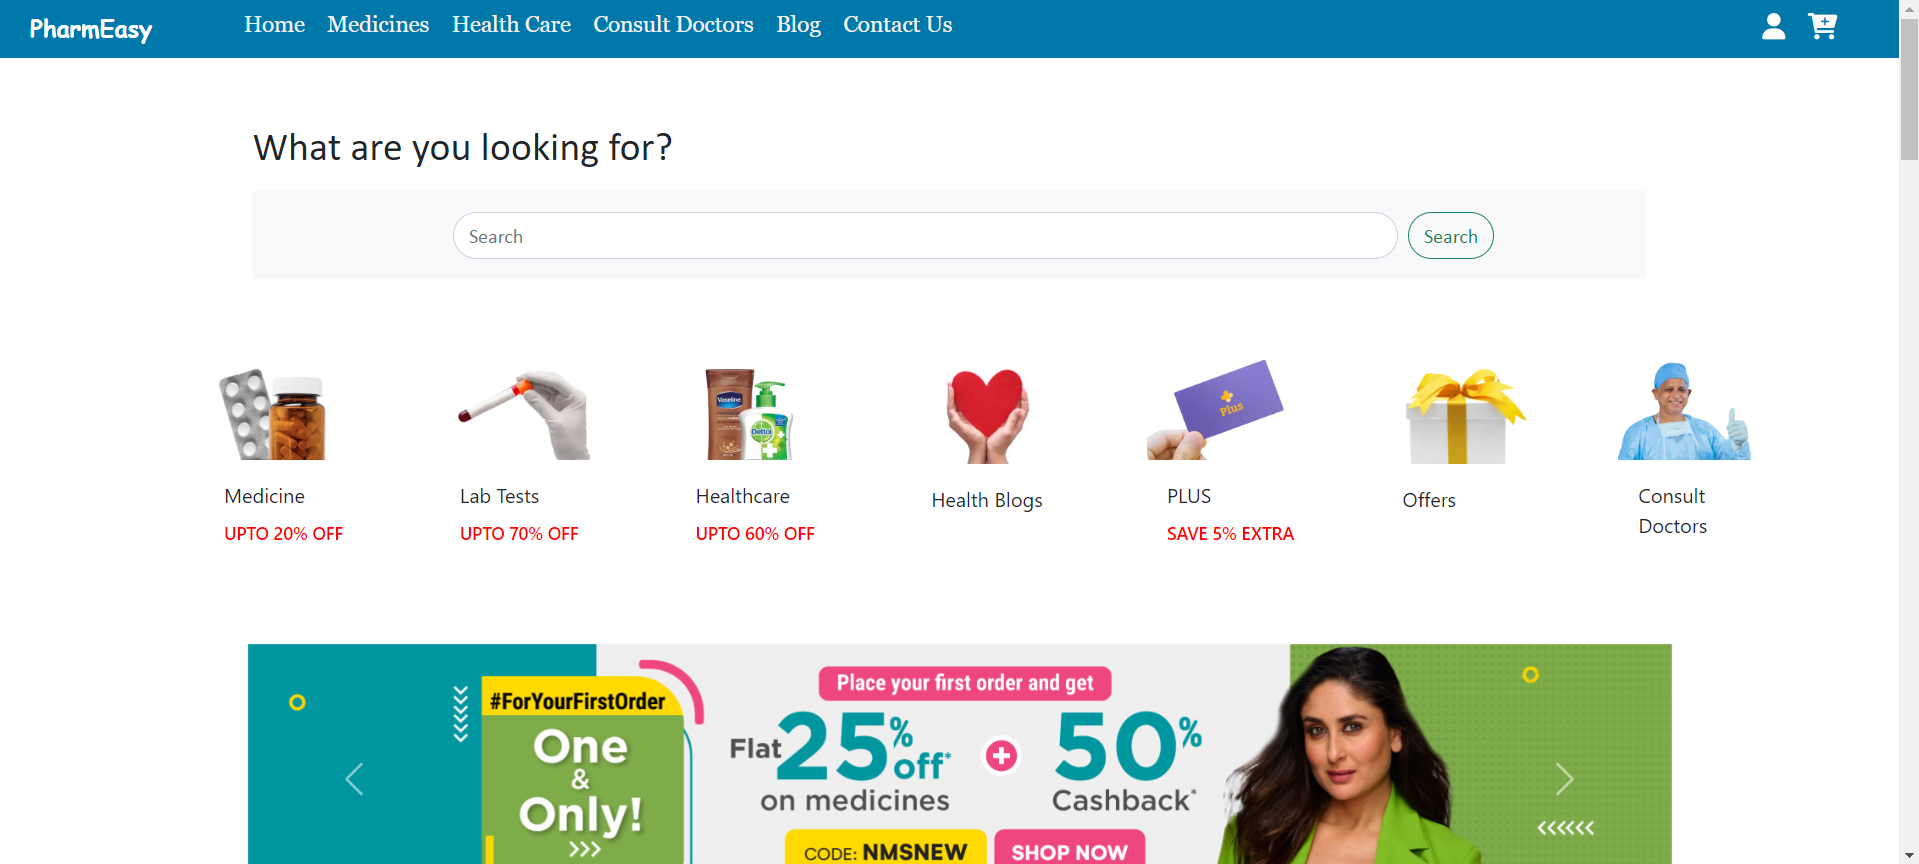 PharmEasy Home Medicines Health Care Consult Doctors Blog Contact Us
What are you looking for?
Search Search
Vaseline
Dettol
Plus
Medicine Lab Tests Healthcare Health Blogs PLUS Offers Consult Doctors
UPTO 20% OFF UPTO 70% OFF UPTO 60% OFF SAVE 5% EXTRA
#ForYourFirstOrder
One
&
Only!
Place your first order and get
Flat 25% off* on medicines
50% Cashback*
CODE: NMSNEW SHOP NOW